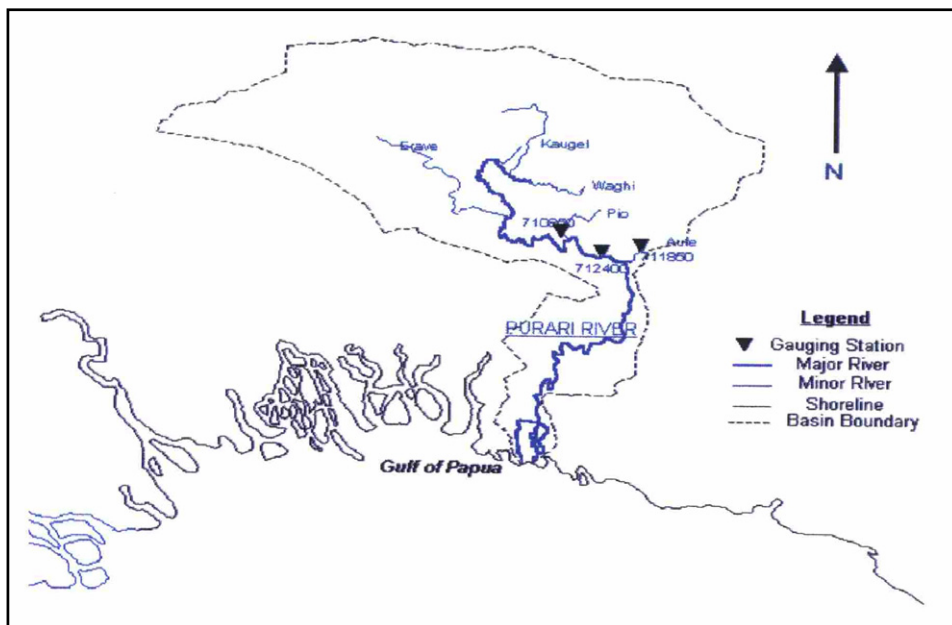 Erave
Kaugel
Waghi
Pio
710850
Aure
711850
712400
PURARI RIVER
N
Legend
Gauging Station
Major River
Minor River
Shoreline
Basin Boundary
Gulf of Papua